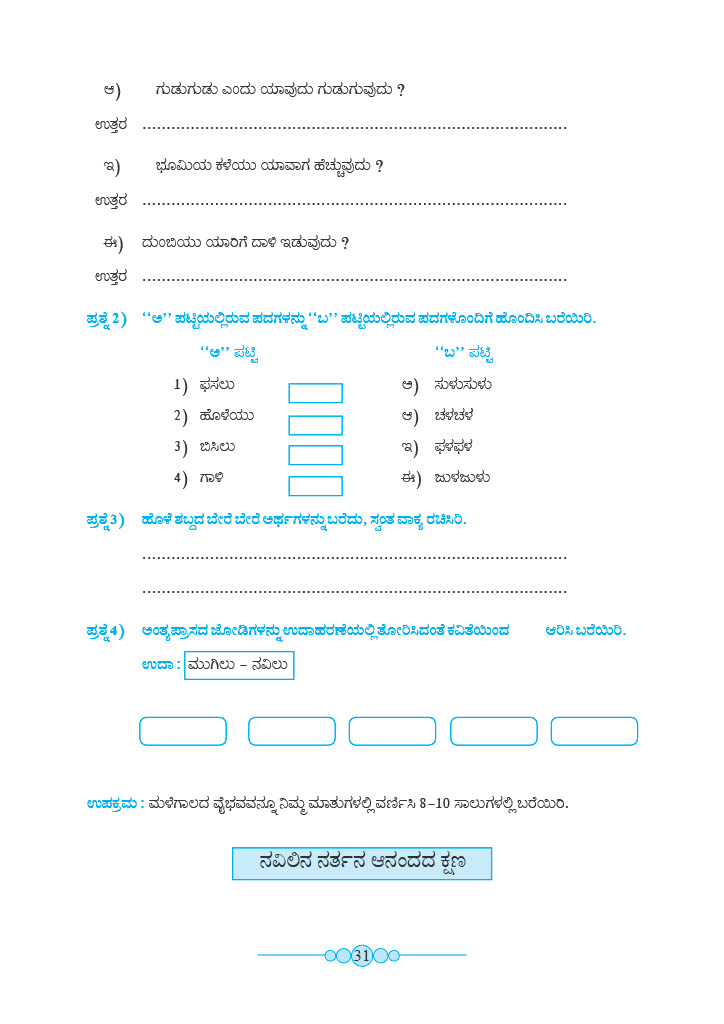 ಆ) ಗುಡುಗುಡು ಎಂದು ಯಾವುದು ಗುಡುಗುವುದು ?
ಉತ್ತರ ........................................................................................
ಇ) ಭೂಮಿಯ ಕಳೆಯು ಯಾವಾಗ ಹೆಚ್ಚುವುದು ?
ಉತ್ತರ ........................................................................................
ಈ) ದುಂಬಿಯು ಯಾರಿಗೆ ದಾಳಿ ಇಡುವುದು ?
ಉತ್ತರ ........................................................................................
ಪ್ರಶ್ನೆ 2) ‘‘ಅ’’ ಪಟ್ಟಿಯಲ್ಲಿರುವ ಪದಗಳನ್ನು ‘‘ಬ’’ ಪಟ್ಟಿಯಲ್ಲಿರುವ ಪದಗಳೊಂದಿಗೆ ಹೊಂದಿಸಿ ಬರೆಯಿರಿ.
‘‘ಅ’’ ಪಟ್ಟಿ ‘‘ಬ’’ ಪಟ್ಟಿ
1) ಫಸಲು ಅ) ಸುಳುಸುಳು
2) ಹೊಳೆಯು ಆ) ಚಳಚಳ
3) ಬಿಸಿಲು ಇ) ಫಳಫಳ
4) ಗಾಳಿ ಈ) ಜುಳಜುಳು
ಪ್ರಶ್ನೆ 3) ಹೊಳೆ ಶಬ್ದದ ಬೇರೆ ಬೇರೆ ಅರ್ಥಗಳನ್ನು ಬರೆದು, ಸ್ವಂತ ವಾಕ್ಯ ರಚಿಸಿರಿ.
........................................................................................
........................................................................................
ಪ್ರಶ್ನೆ 4) ಅಂತ್ಯಪ್ರಾಸದ ಜೋಡಿಗಳನ್ನು ಉದಾಹರಣೆಯಲ್ಲಿ ತೋರಿಸಿದಂತೆ ಕವಿತೆಯಿಂದ ಆರಿಸಿ ಬರೆಯಿರಿ.
ಉದಾ : ಮುಗಿಲು – ನವಿಲು
ಉಪಕ್ರಮ : ಮಳೆಗಾಲದ ವೈಭವವನ್ನೂ ನಿಮ್ಮ ಮಾತುಗಳಲ್ಲಿ ವರ್ಣಿಸಿ 8–10 ಸಾಲುಗಳಲ್ಲಿ ಬರೆಯಿರಿ.
ನವಿಲಿನ ನರ್ತನ ಆನಂದದ ಕ್ಷಣ
31